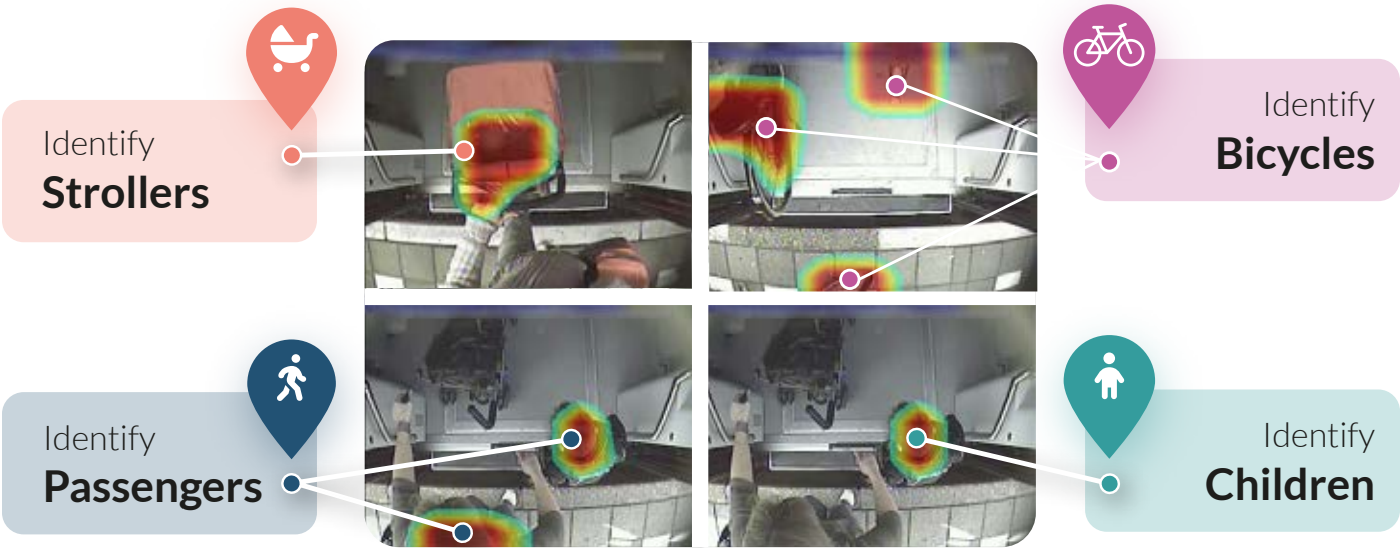 Identify
Strollers
Identify
Bicycles
Identify
Passengers
Identify
Children